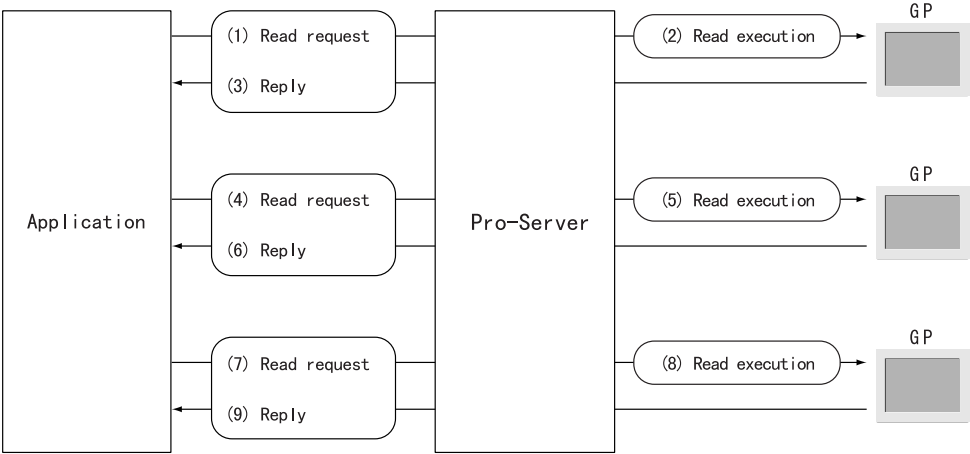 GP
(1) Read request
(2) Read execution
(3) Reply
GP
(4) Read request
(5) Read execution
Application
Pro-Server
(6) Reply
GP
(7) Read request
(8) Read execution
(9) Reply